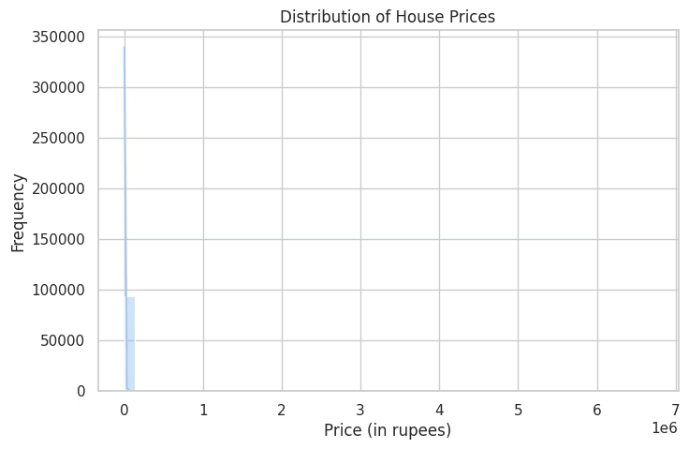 Distribution of House Prices
350000
300000
250000
200000
150000
100000
50000
0
Frequency
0 1 2 3 4 5 6 7
1e6
Price (in rupees)